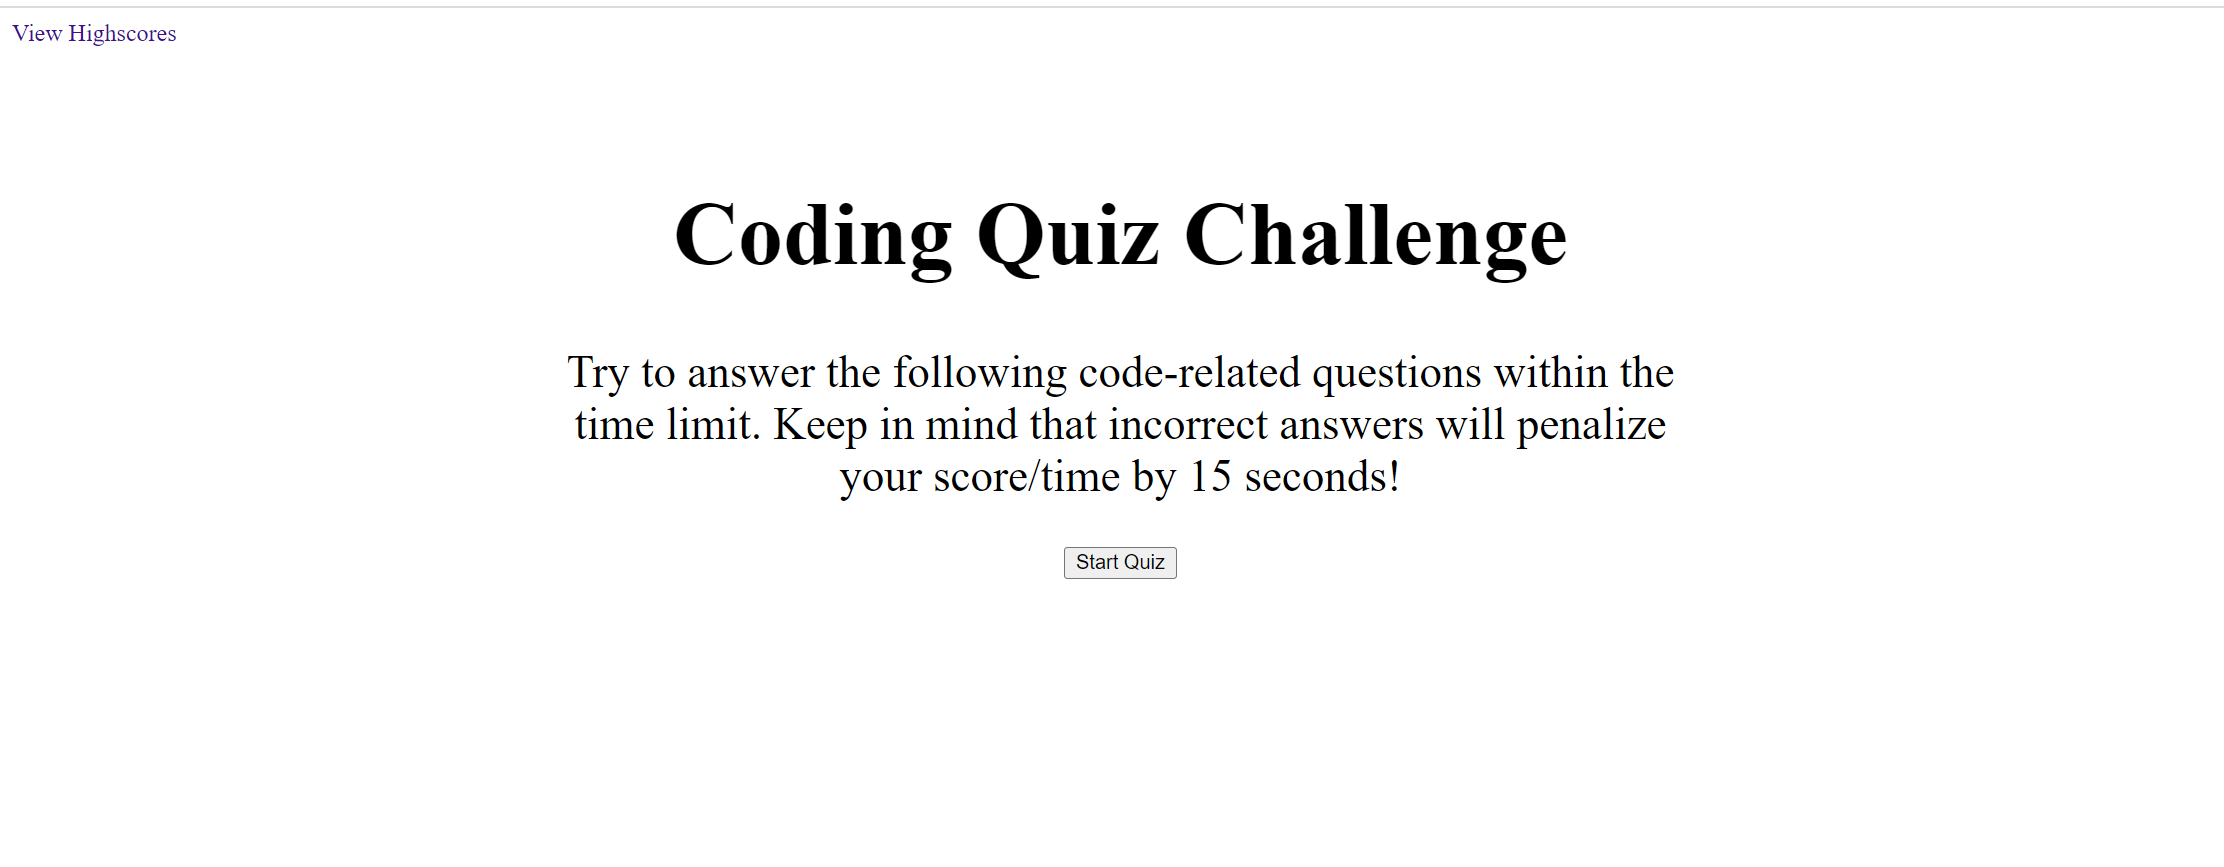 View Highscores
Coding Quiz Challenge
Try to answer the following code-related questions within the
time limit. Keep in mind that incorrect answers will penalize
your score/time by 15 seconds!
Start Quiz